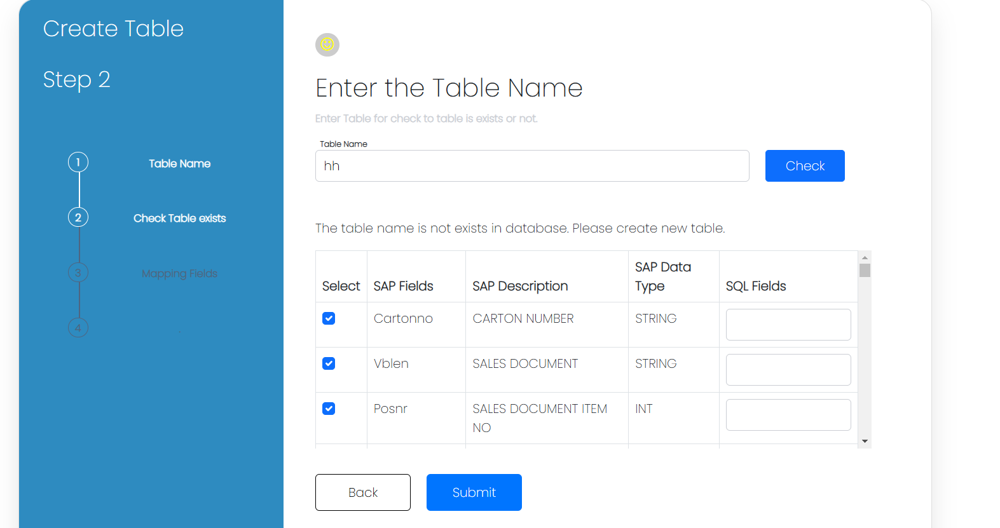 Create Table
Step 2
1 Table Name
2 Check Table exists
3 Mapping Fields
4 .
Enter the Table Name
Enter Table for check to table is exists or not.
Table Name
hh
Check
The table name is not exists in database. Please create new table.
Select SAP Fields SAP Description SAP Data Type SQL Fields
Cartonno CARTON NUMBER STRING
Vblen SALES DOCUMENT STRING
Posnr SALES DOCUMENT ITEM NO INT
Back Submit